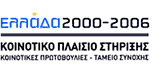 ΕΛΛΑΔΑ 2000-2006
ΚΟΙΝΟΤΙΚΟ ΠΛΑΙΣΙΟ ΣΤΗΡΙΞΗΣ
ΚΟΙΝΟΤΙΚΕΣ ΠΡΩΤΟΒΟΥΛΙΕΣ - ΤΑΜΕΙΟ ΣΥΝΟΧΗΣ